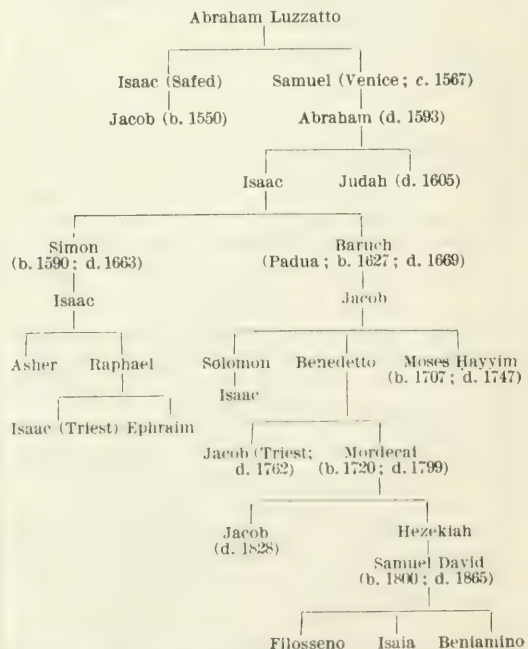 Abraham Luzzatto
Isaac (Safed) Samuel (Venice; c. 1567)
Jacob (b. 1550) Abraham (d. 1593)
Isaac Judah (d. 1605)
Simon Baruch
(b. 1590; d. 1663) (Padua; b. 1627; d. 1669)
Isaac Jacob
Asher Raphael Solomon Benedetto Moses Hayyim
(b. 1707; d. 1747)
Isaac
Isaac (Triest) Ephraim
Jacob (Triest; Mordecai
d. 1762) (b. 1720; d. 1799)
Jacob Hezekiah
(d. 1828)
Samuel David
(b. 1800; d. 1865)
Filosseno Isaia Beniamino